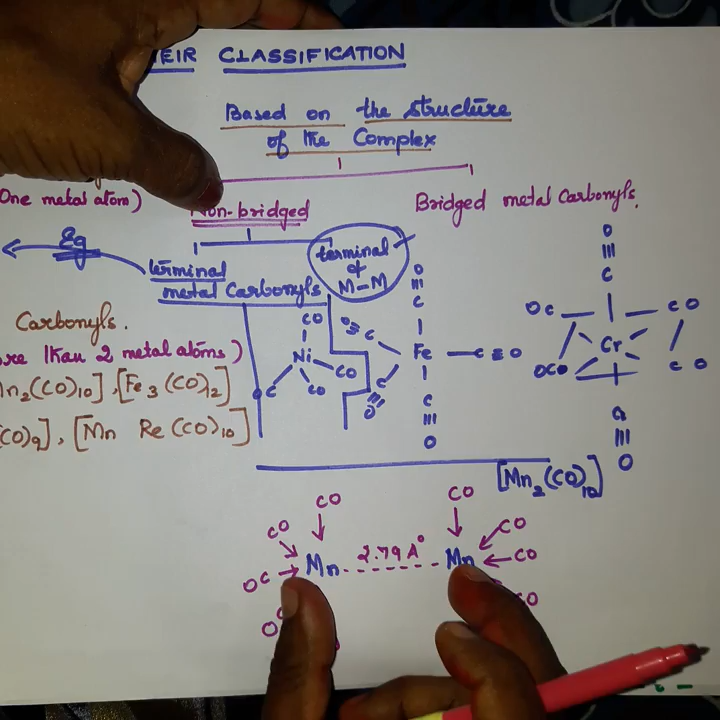 EIR CLASSIFICATION
Based on the structure
of the Complex
One metal atom)
Non-bridged
Bridged metal Carbonyls.
Eg
terminal
metal Carbonyls
terminal
of
M-M
Carbonyls.
ore than 2 metal atoms)
n2(CO)10], [Fe3(CO)12]
(CO)9], [Mn Re(CO)10]
CO
Ni
CO
CO
OC
O
≡
C
O≡C
Fe
C≡O
C
O
C
≡
O
O
≡
C
OC
CO
Cr
OCO
CO
≡
O
[Mn2(CO)10]
CO
CO
CO
CO
Mn 2.79 A° Mn
CO
OC
CO
O